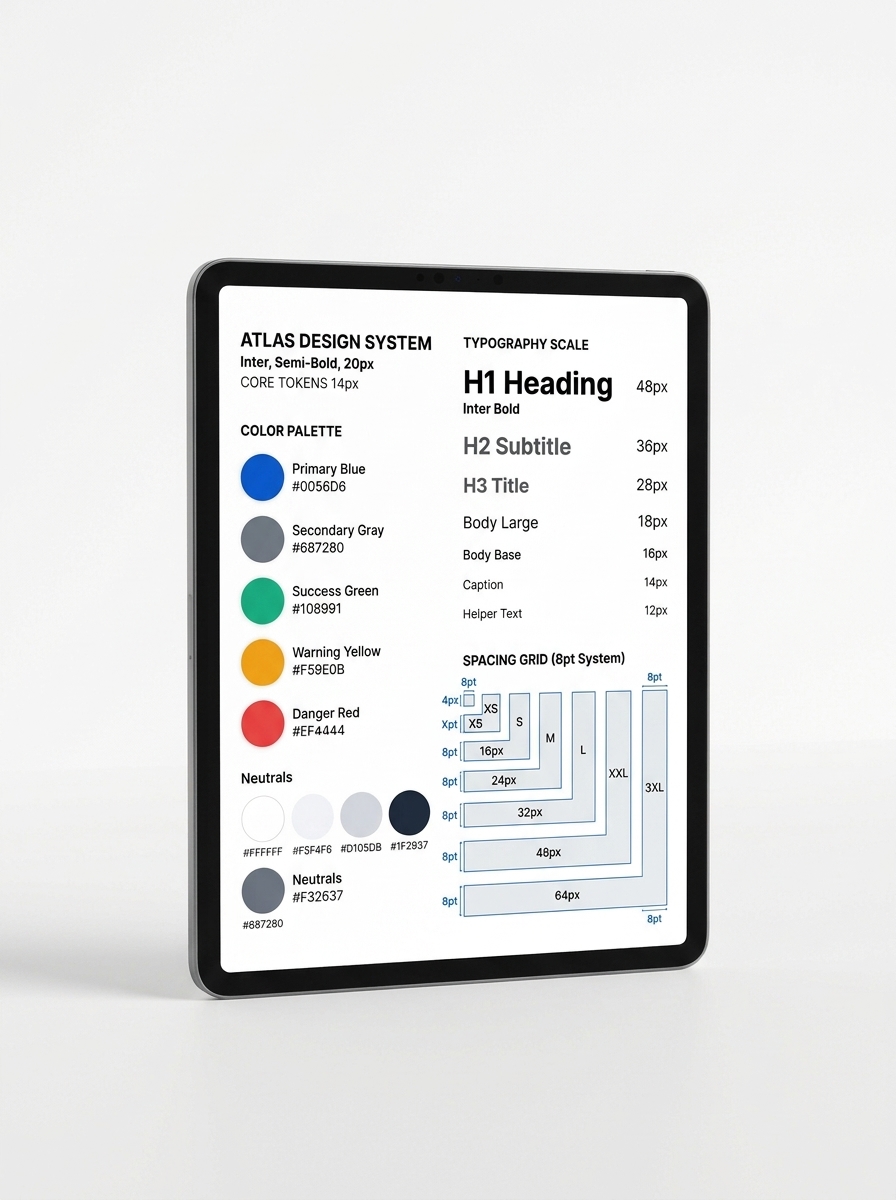 ATLAS DESIGN SYSTEM
Inter, Semi-Bold, 20px
CORE TOKENS 14px
COLOR PALETTE
Primary Blue
#0056D6
Secondary Gray
#687280
Success Green
#108991
Warning Yellow
#F59E0B
Danger Red
#EF4444
Neutrals
#FFFFFF #FSF4F6 #D105DB #1F2937
Neutrals
#F32637
#687280
TYPOGRAPHY SCALE
H1 Heading 48px
Inter Bold
H2 Subtitle 36px
H3 Title 28px
Body Large 18px
Body Base 16px
Caption 14px
Helper Text 12px
SPACING GRID (8pt System)
8pt 8pt
4px XS
Xpt X5 S
8pt 16px M L
8pt 24px XXL 3XL
8pt 32px
8pt 48px
8pt 64px
8pt